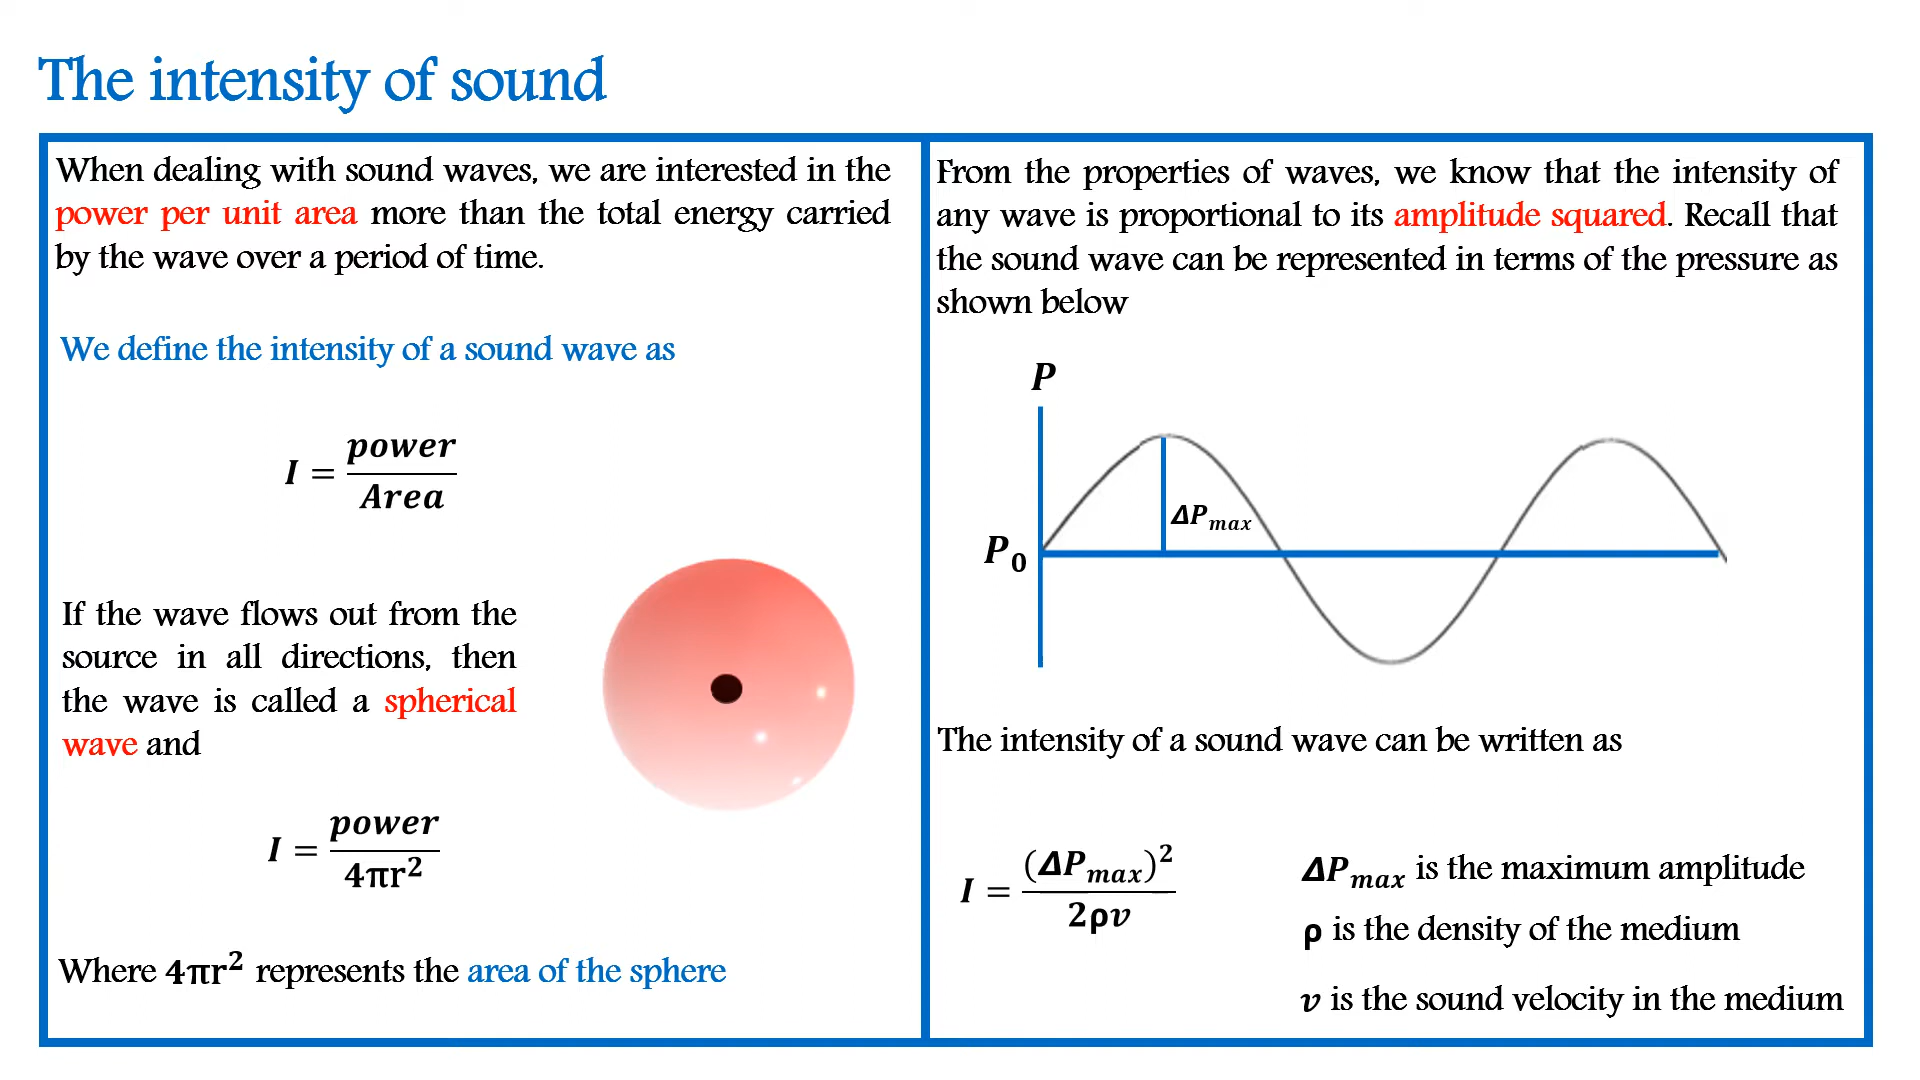 The intensity of sound
When dealing with sound waves, we are interested in the
power per unit area more than the total energy carried
by the wave over a period of time.
We define the intensity of a sound wave as
I = power / Area
If the wave flows out from the
source in all directions, then
the wave is called a spherical
wave and
I = power / 4πr²
Where 4πr² represents the area of the sphere
From the properties of waves, we know that the intensity of
any wave is proportional to its amplitude squared. Recall that
the sound wave can be represented in terms of the pressure as
shown below
P
ΔP_max
P₀
The intensity of a sound wave can be written as
I = (ΔP_max)² / 2ρv
ΔP_max is the maximum amplitude
ρ is the density of the medium
v is the sound velocity in the medium